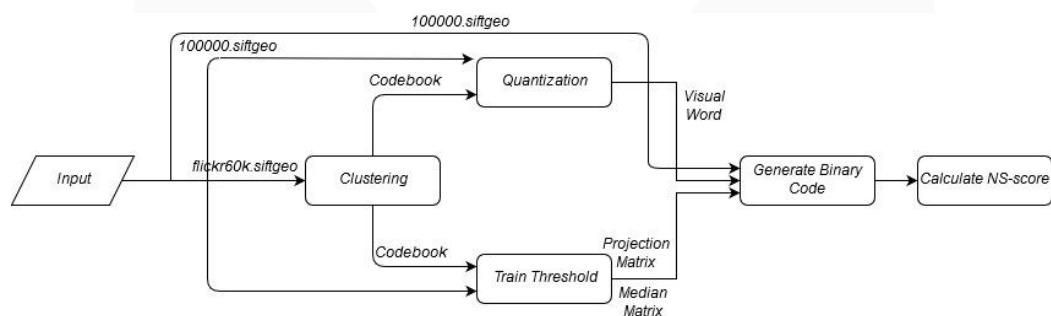 100000.siftgeo
100000.siftgeo
Codebook
Quantization
Visual
Word
Input
flickr60k.siftgeo
Clustering
Generate Binary
Code
Calculate NS-score
Codebook
Train Threshold
Projection
Matrix
Median
Matrix